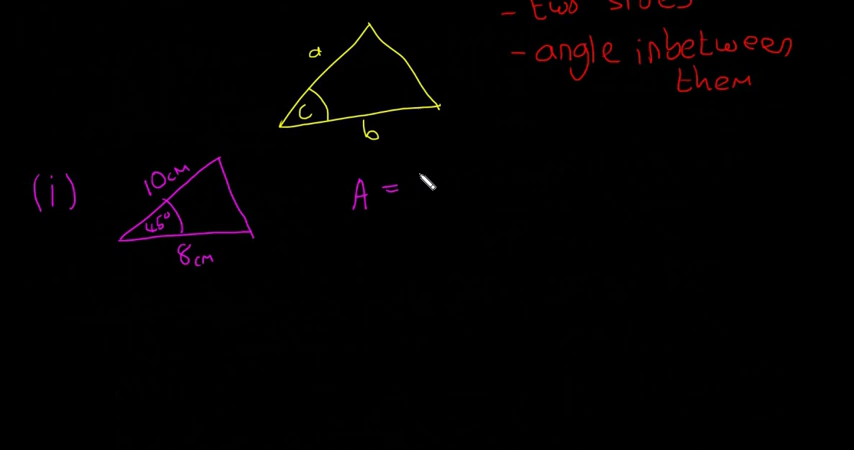 - two sides
- angle inbetween
them
a
c
b
(i)
10cm
45°
8cm
A =